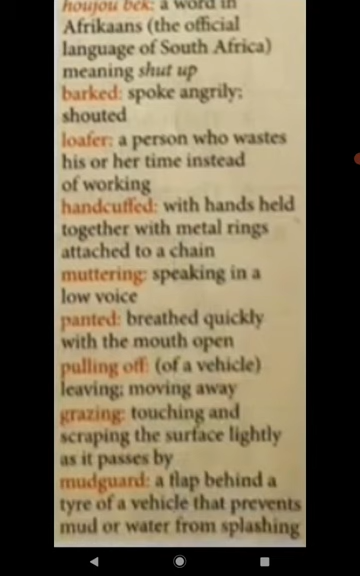 houjou bek: a word in
Afrikaans (the official
language of South Africa)
meaning shut up
barked: spoke angrily;
shouted
loafer: a person who wastes
his or her time instead
of working
handcuffed: with hands held
together with metal rings
attached to a chain
muttering: speaking in a
low voice
panted: breathed quickly
with the mouth open
pulling off: (of a vehicle)
leaving; moving away
grazing: touching and
scraping the surface lightly
as it passes by
mudguard: a flap behind a
tyre of a vehicle that prevents
mud or water from splashing